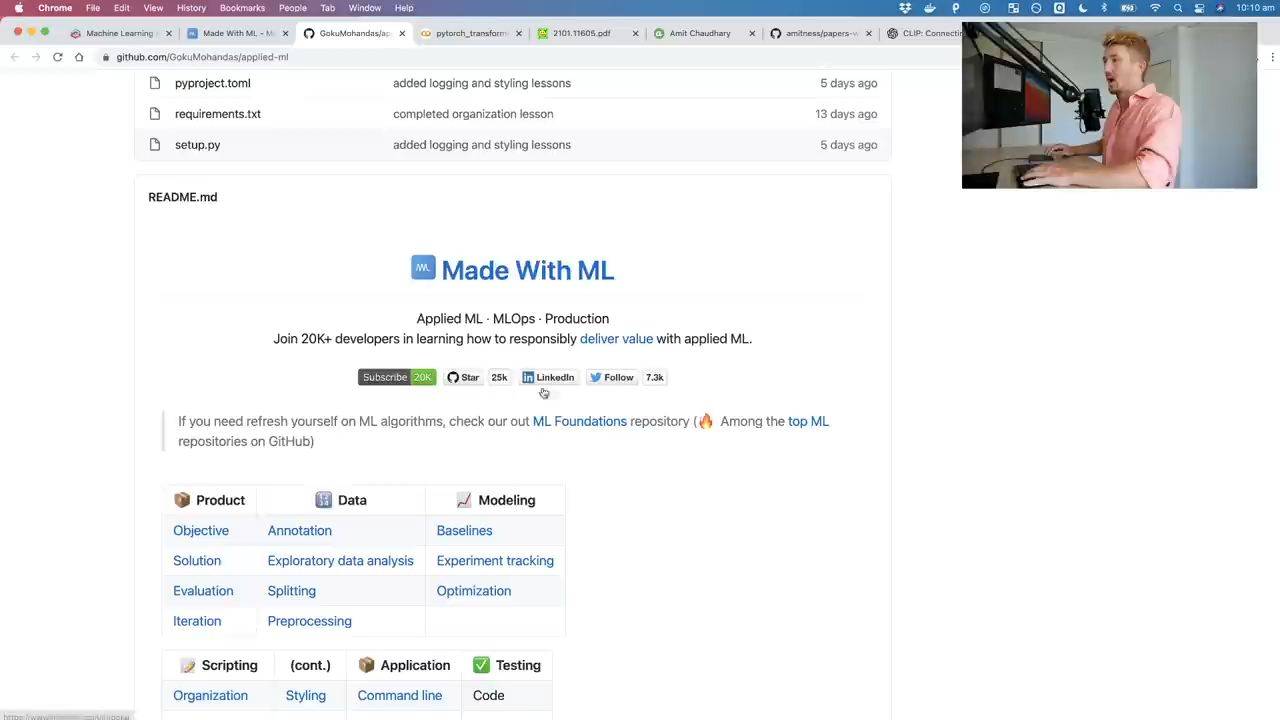 Chrome File Edit View History Bookmarks People Tab Window Help 10:10 am
Machine Learning Made With ML - M GokuMohandas/ap pytorch_transform 2101.11605.pdf Amit Chaudhary amitness/papers-w CLIP: Connectin
github.com/GokuMohandas/applied-ml
pyproject.toml added logging and styling lessons 5 days ago
requirements.txt completed organization lesson 13 days ago
setup.py added logging and styling lessons 5 days ago
README.md
Made With ML
Applied ML · MLOps · Production
Join 20K+ developers in learning how to responsibly deliver value with applied ML.
Subscribe 20K Star 25k LinkedIn Follow 7.3k
If you need refresh yourself on ML algorithms, check our out ML Foundations repository (🔥 Among the top ML
repositories on GitHub)
Product Data Modeling
Objective Annotation Baselines
Solution Exploratory data analysis Experiment tracking
Evaluation Splitting Optimization
Iteration Preprocessing
Scripting (cont.) Application Testing
Organization Styling Command line Code